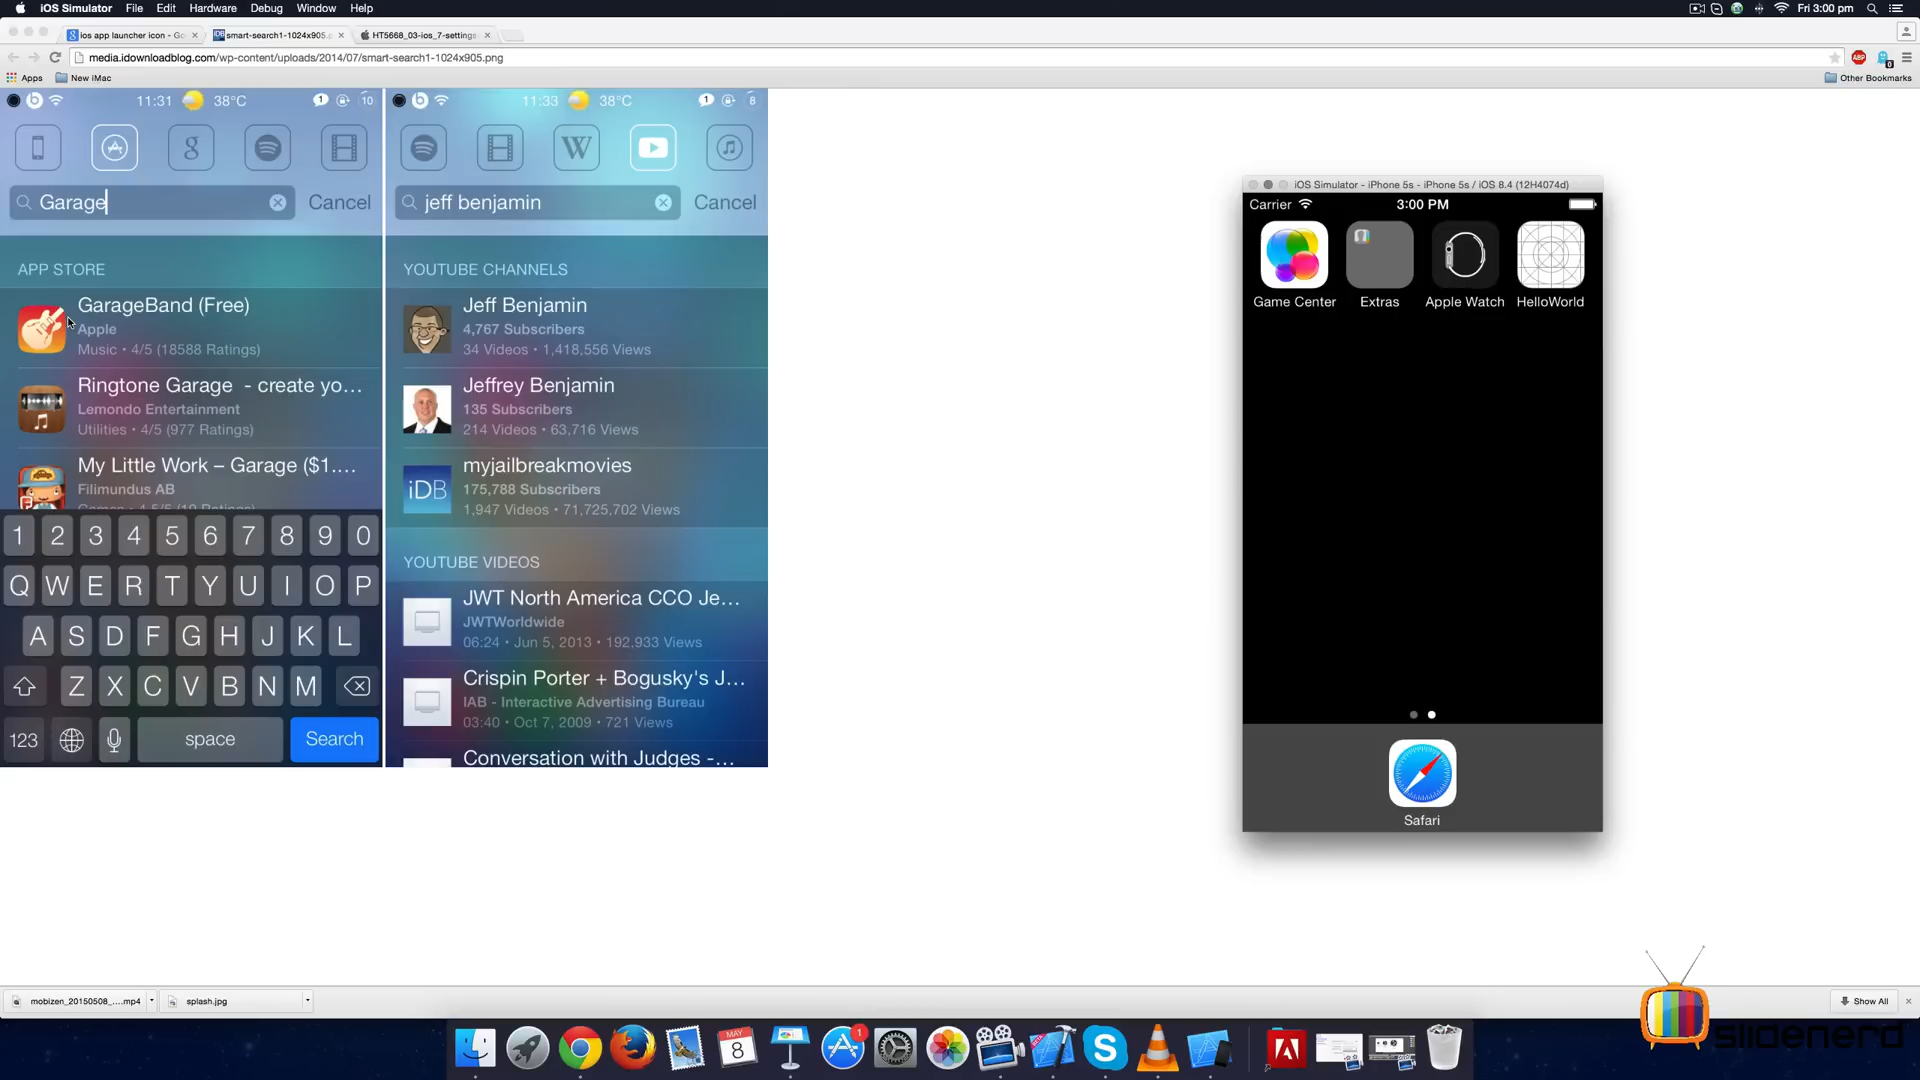 iOS Simulator File Edit Hardware Debug Window Help Fri 3:00 pm
ios app launcher icon - Go smart-search1-1024x905.p HT5668_03-ios_7-settings
media.idownloadblog.com/wp-content/uploads/2014/07/smart-search1-1024x905.png ABP
Apps New iMac Other Bookmarks
11:31 38°C 1 10
Garage Cancel
APP STORE
GarageBand (Free)
Apple
Music • 4/5 (18588 Ratings)
Ringtone Garage - create yo...
Lemondo Entertainment
Utilities • 4/5 (977 Ratings)
My Little Work – Garage ($1....
Filimundus AB
1 2 3 4 5 6 7 8 9 0
Q W E R T Y U I O P
A S D F G H J K L
Z X C V B N M
123 space Search
11:33 38°C 1 8
W
jeff benjamin Cancel
YOUTUBE CHANNELS
Jeff Benjamin
4,767 Subscribers
34 Videos • 1,418,556 Views
Jeffrey Benjamin
135 Subscribers
214 Videos • 63,716 Views
iDB
myjailbreakmovies
175,788 Subscribers
1,947 Videos • 71,725,702 Views
YOUTUBE VIDEOS
JWT North America CCO Je...
JWTWorldwide
06:24 • Jun 5, 2013 • 192,933 Views
Crispin Porter + Bogusky's J...
IAB - Interactive Advertising Bureau
03:40 • Oct 7, 2009 • 721 Views
Conversation with Judges -...
iOS Simulator - iPhone 5s - iPhone 5s / iOS 8.4 (12H4074d)
Carrier 3:00 PM
Game Center Extras Apple Watch HelloWorld
Safari
mobizen_20150508_....mp4 splash.jpg Show All
MAY
8
1
slidenerd